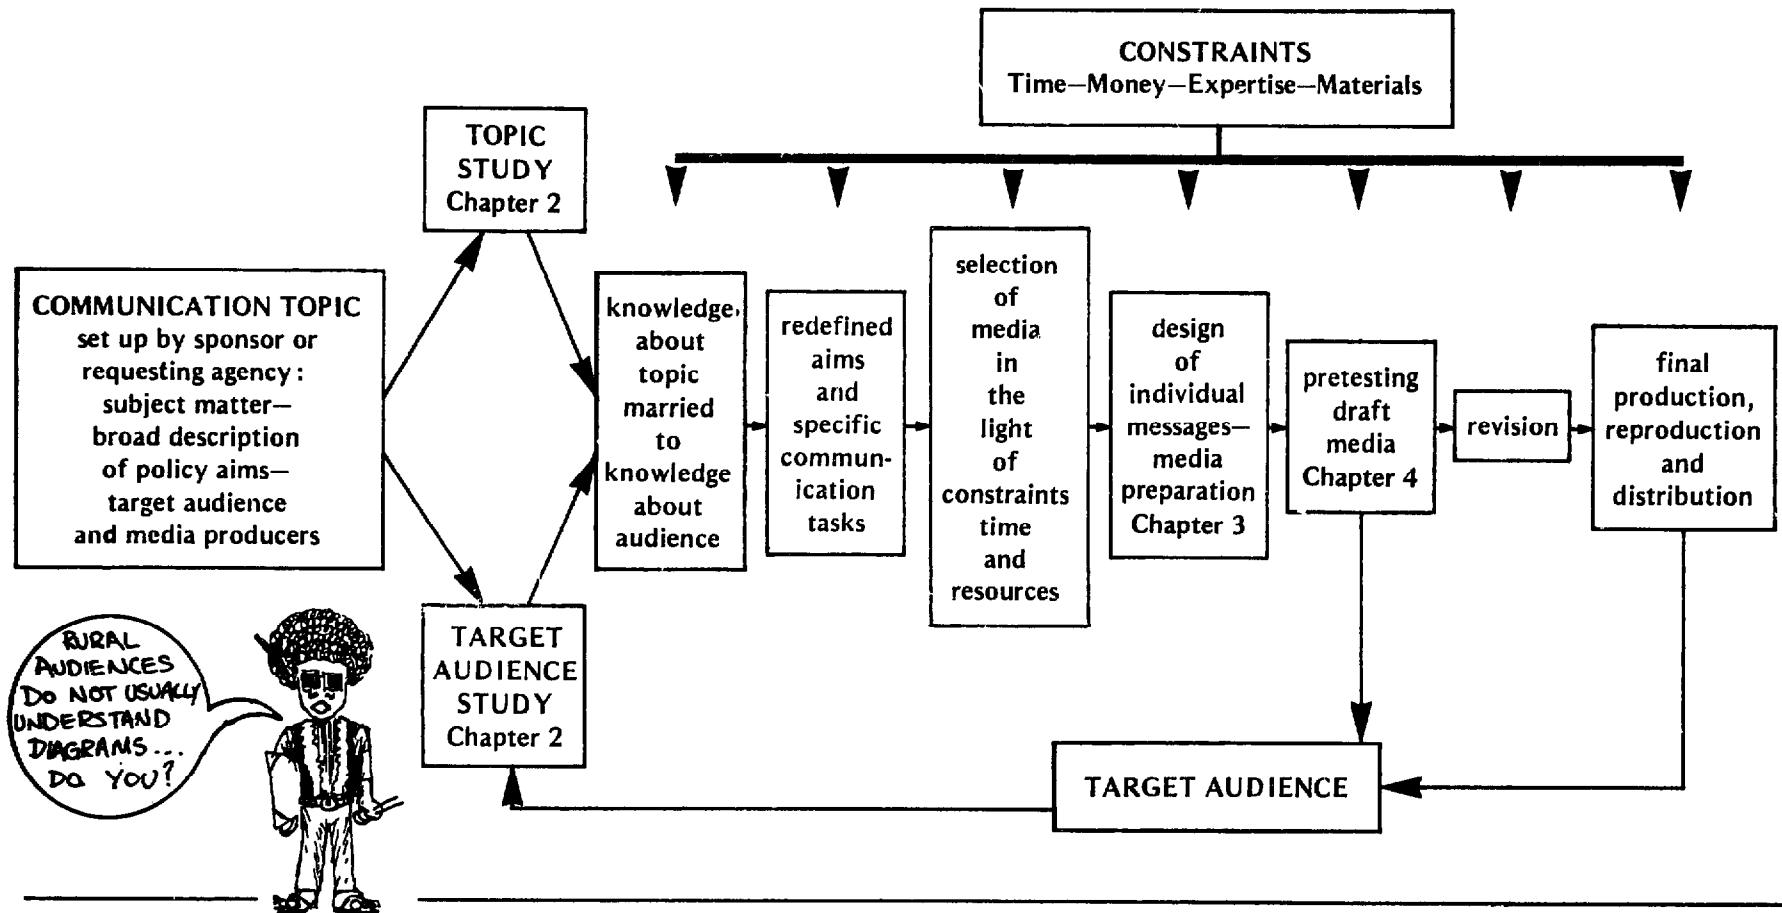 CONSTRAINTS
Time—Money—Expertise—Materials
TOPIC
STUDY
Chapter 2
COMMUNICATION TOPIC
set up by sponsor or
requesting agency:
subject matter—
broad description
of policy aims—
target audience
and media producers
TARGET
AUDIENCE
STUDY
Chapter 2
knowledge
about
topic
married
to
knowledge
about
audience
redefined
aims
and
specific
commun-
ication
tasks
selection
of
media
in
the
light
of
constraints
time
and
resources
design
of
individual
messages—
media
preparation
Chapter 3
pretesting
draft
media
Chapter 4
revision
final
production,
reproduction
and
distribution
TARGET AUDIENCE
RURAL
AUDIENCES
DO NOT USUALLY
UNDERSTAND
DIAGRAMS...
DO YOU?